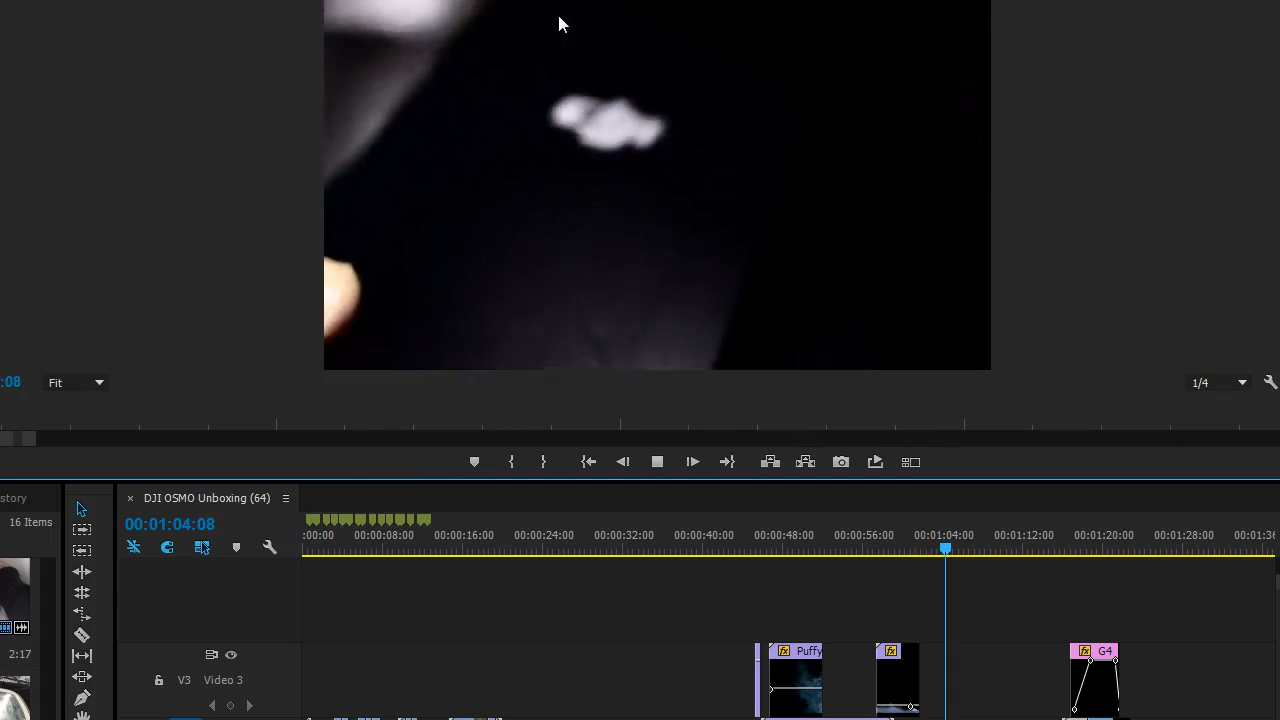 :08
Fit
1/4
story
DJI OSMO Unboxing (64)
16 Items
00:01:04:08
:00:00
00:00:08:00
00:00:16:00
00:00:24:00
00:00:32:00
00:00:40:00
00:00:48:00
00:00:56:00
00:01:04:00
00:01:12:00
00:01:20:00
00:01:28:00
00:01:36
fx Puffy
fx
fx G4
2:17
V3 Video 3